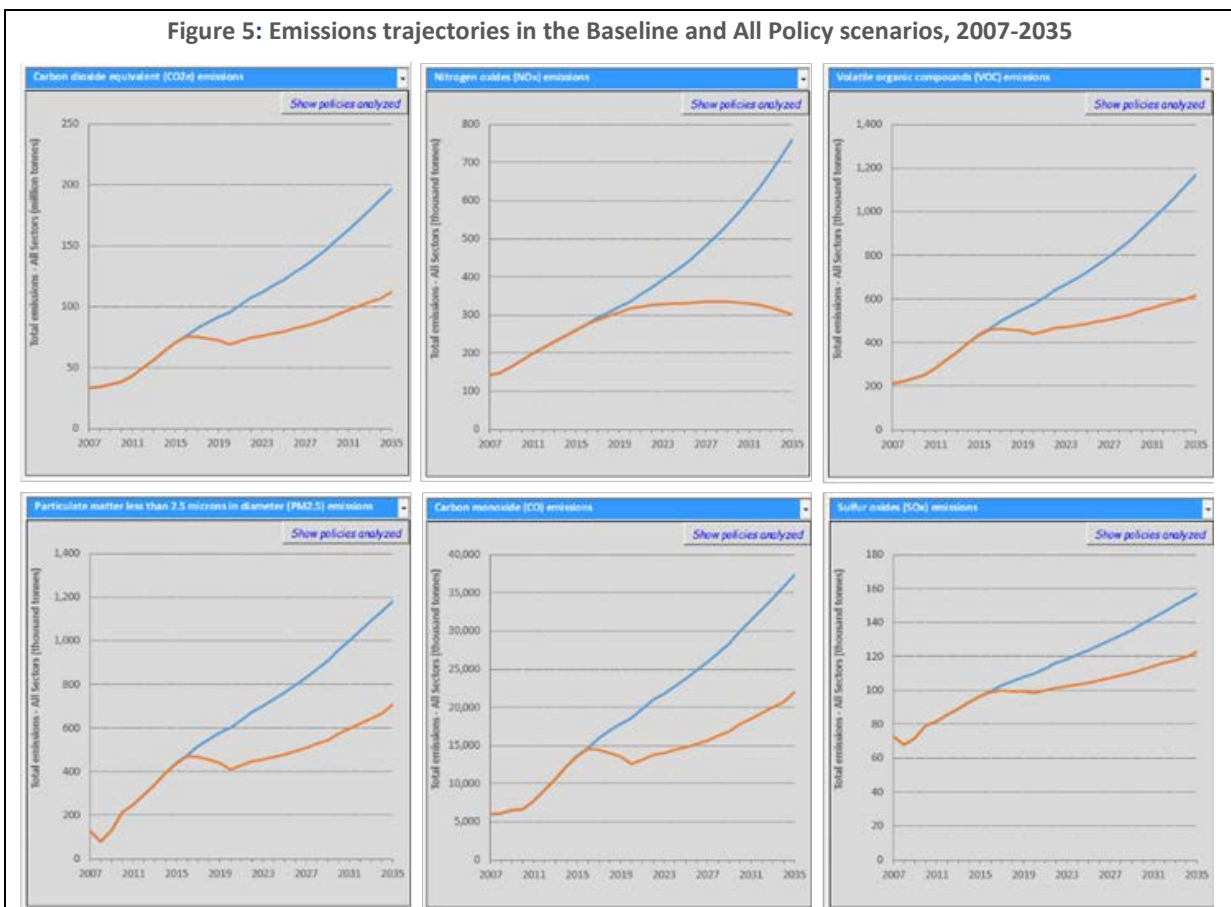 Figure 5: Emissions trajectories in the Baseline and All Policy scenarios, 2007-2035
Carbon dioxide equivalent (CO2e) emissions
Show policies analyzed
Total emissions - All Sectors (million tonnes)
250
200
150
100
50
0
2007 2011 2015 2019 2023 2027 2031 2035
Nitrogen oxides (NOx) emissions
Show policies analyzed
Total emissions - All Sectors (thousand tonnes)
800
700
600
500
400
300
200
100
0
2007 2011 2015 2019 2023 2027 2031 2035
Volatile organic compounds (VOC) emissions
Show policies analyzed
Total emissions - All Sectors (thousand tonnes)
1,400
1,200
1,000
800
600
400
200
0
2007 2011 2015 2019 2023 2027 2031 2035
Particulate matter less than 2.5 microns in diameter (PM2.5) emissions
Show policies analyzed
Total emissions - All Sectors (thousand tonnes)
1,400
1,200
1,000
800
600
400
200
0
2007 2011 2015 2019 2023 2027 2031 2035
Carbon monoxide (CO) emissions
Show policies analyzed
Total emissions - All Sectors (thousand tonnes)
40,000
35,000
30,000
25,000
20,000
15,000
10,000
5,000
0
2007 2011 2015 2019 2023 2027 2031 2035
Sulfur oxides (SOx) emissions
Show policies analyzed
Total emissions - All Sectors (thousand tonnes)
180
160
140
120
100
80
60
40
20
0
2007 2011 2015 2019 2023 2027 2031 2035